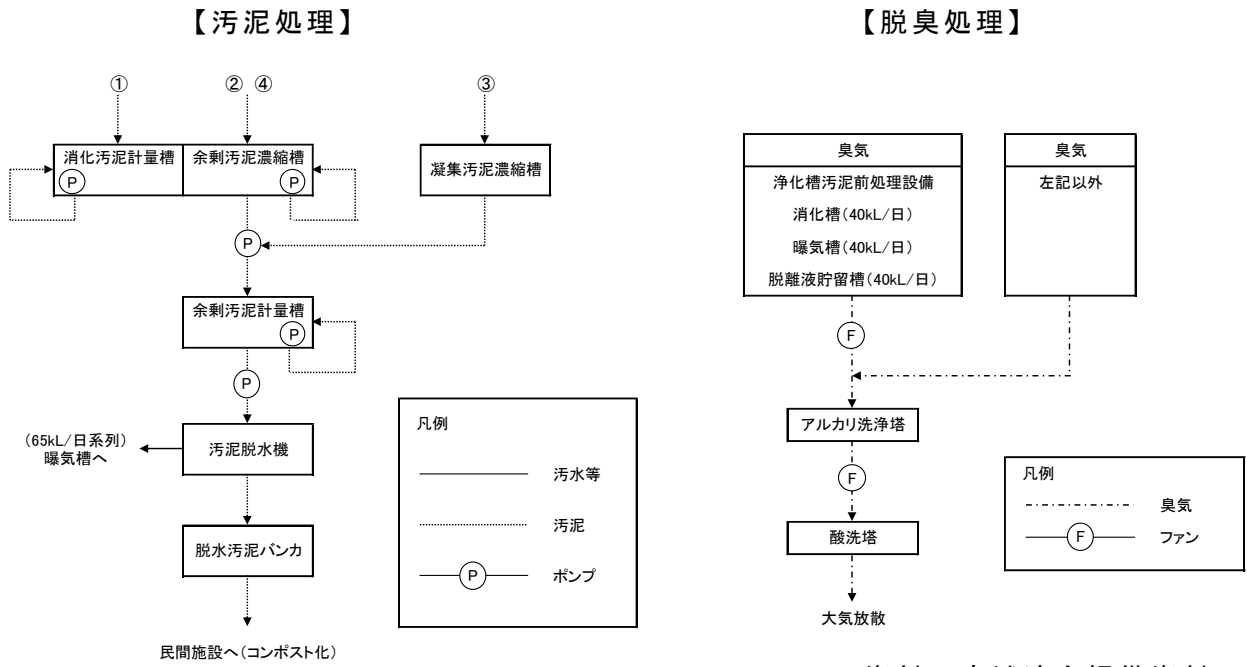 【汚泥処理】
①
② ④
③
消化汚泥計量槽
P
余剰汚泥濃縮槽
P
凝集汚泥濃縮槽
P
余剰汚泥計量槽
P
P
(65kL/日系列)
曝気槽へ
汚泥脱水機
脱水汚泥バンカ
民間施設へ(コンポスト化)
凡例
汚水等
汚泥
P
ポンプ
【脱臭処理】
臭気
浄化槽汚泥前処理設備
消化槽(40kL/日)
曝気槽(40kL/日)
脱離液貯留槽(40kL/日)
臭気
左記以外
F
アルカリ洗浄塔
F
酸洗塔
大気放散
凡例
臭気
F
ファン